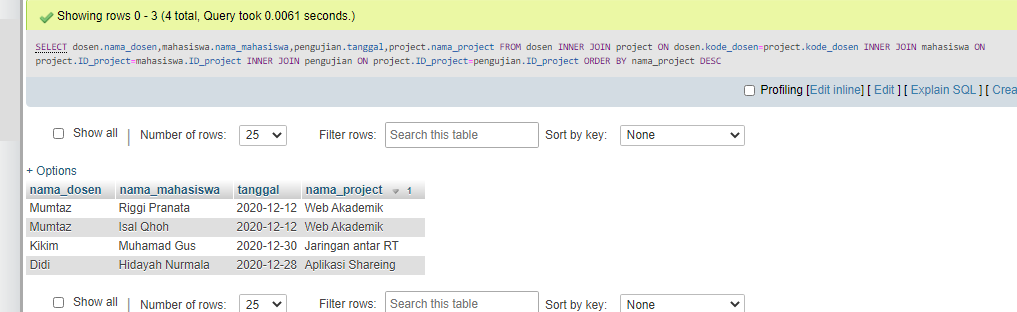 Showing rows 0 - 3 (4 total, Query took 0.0061 seconds.)
SELECT dosen.nama_dosen,mahasiswa.nama_mahasiswa,pengujian.tanggal,project.nama_project FROM dosen INNER JOIN project ON dosen.kode_dosen=project.kode_dosen INNER JOIN mahasiswa ON
project.ID_project=mahasiswa.ID_project INNER JOIN pengujian ON project.ID_project=pengujian.ID_project ORDER BY nama_project DESC
Profiling [Edit inline] [ Edit ] [ Explain SQL ] [ Crea
Show all | Number of rows: 25 Filter rows: Search this table Sort by key: None
+ Options
nama_dosen nama_mahasiswa tanggal nama_project 1
Mumtaz Riggi Pranata 2020-12-12 Web Akademik
Mumtaz Isal Qhoh 2020-12-12 Web Akademik
Kikim Muhamad Gus 2020-12-30 Jaringan antar RT
Didi Hidayah Nurmala 2020-12-28 Aplikasi Shareing
Show all | Number of rows: 25 Filter rows: Search this table Sort by key: None